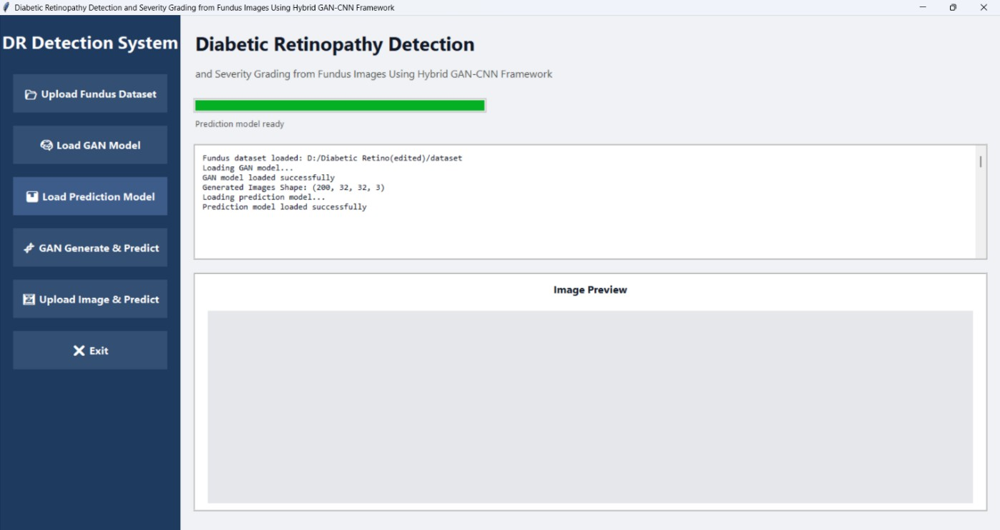 Diabetic Retinopathy Detection and Severity Grading from Fundus Images Using Hybrid GAN-CNN Framework
DR Detection System
Upload Fundus Dataset
Load GAN Model
Load Prediction Model
GAN Generate & Predict
Upload Image & Predict
Exit
Diabetic Retinopathy Detection
and Severity Grading from Fundus Images Using Hybrid GAN-CNN Framework
Prediction model ready
Fundus dataset loaded: D:/Diabetic Retino(edited)/dataset
Loading GAN model...
GAN model loaded successfully
Generated Images Shape: (200, 32, 32, 3)
Loading prediction model...
Prediction model loaded successfully
Image Preview